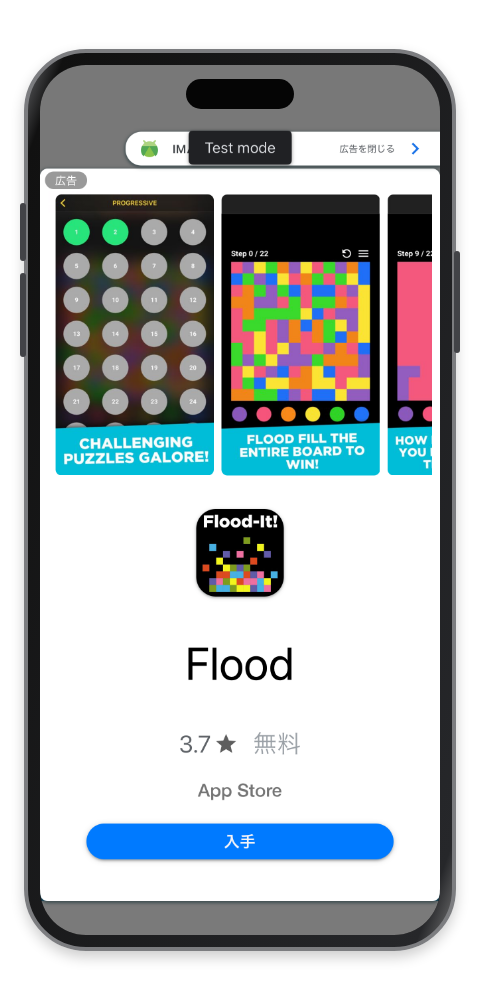 IMA
Test mode
広告を閉じる
広告
PROGRESSIVE
1 2 3 4
5 6 7 8
9 10 11 12
13 14 15 16
17 18 19 20
21 22 23 24
CHALLENGING
PUZZLES GALORE!
Step 0 / 22
FLOOD FILL THE
ENTIRE BOARD TO
WIN!
Step 9 / 22
HOW
YOU
Flood-It!
Flood
3.7★ 無料
App Store
入手